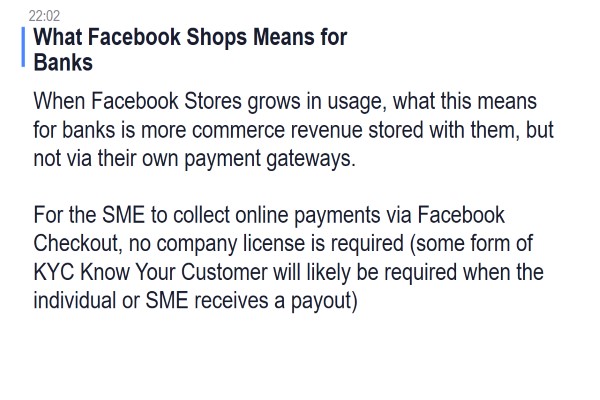 22:02
What Facebook Shops Means for
Banks
When Facebook Stores grows in usage, what this means
for banks is more commerce revenue stored with them, but
not via their own payment gateways.
For the SME to collect online payments via Facebook
Checkout, no company license is required (some form of
KYC Know Your Customer will likely be required when the
individual or SME receives a payout)